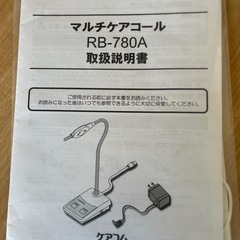 マルチケアコール
RB-780A
取扱説明書
ご使用される前に必ず本書をお読みください。
お読みになった後はいつでも参照できるように大切に保管してください。
ケアコム